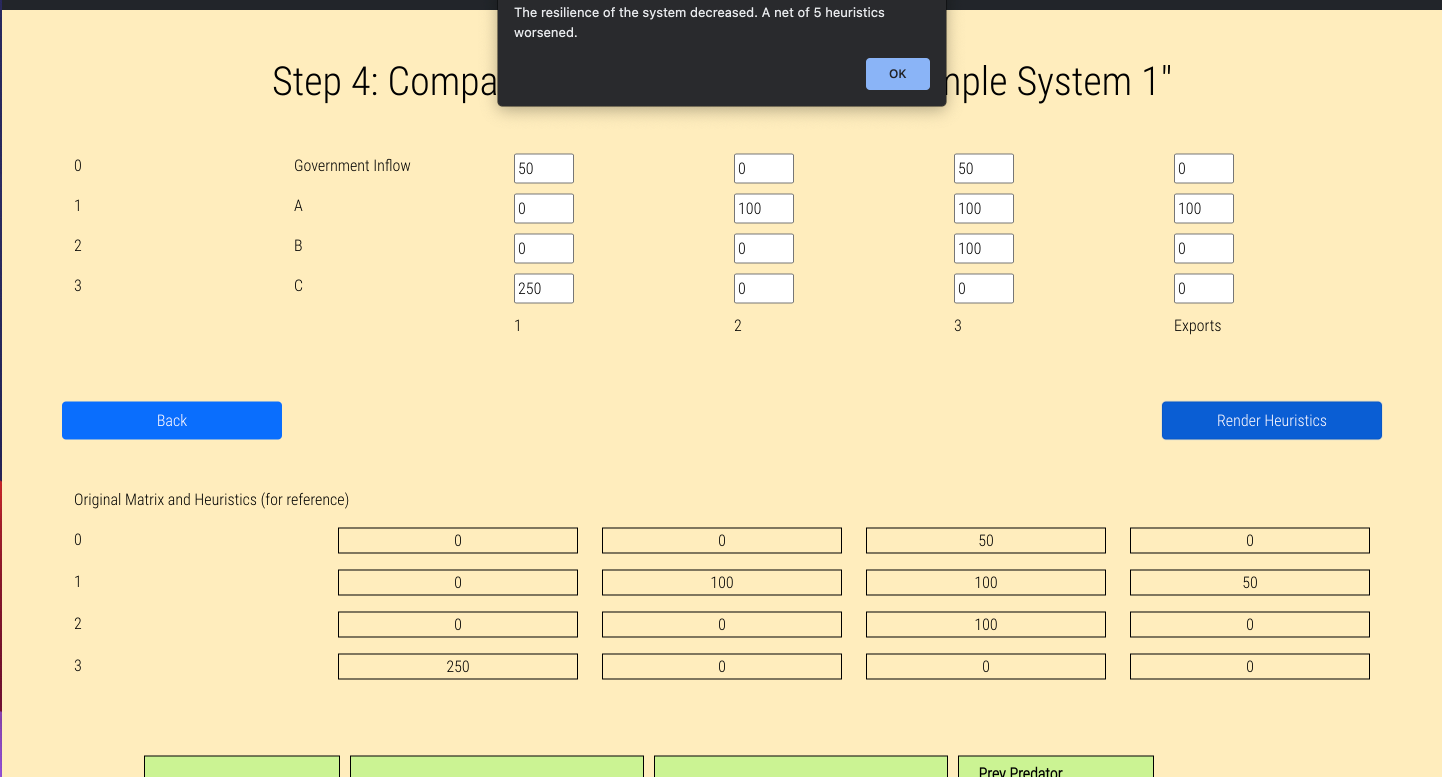 The resilience of the system decreased. A net of 5 heuristics
worsened.
OK
Step 4: Compa mple System 1"
0 Government Inflow 50 0 50 0
1 A 0 100 100 100
2 B 0 0 100 0
3 C 250 0 0 0
1 2 3 Exports
Back Render Heuristics
Original Matrix and Heuristics (for reference)
0 0 0 50 0
1 0 100 100 50
2 0 0 100 0
3 250 0 0 0
Prey Predator